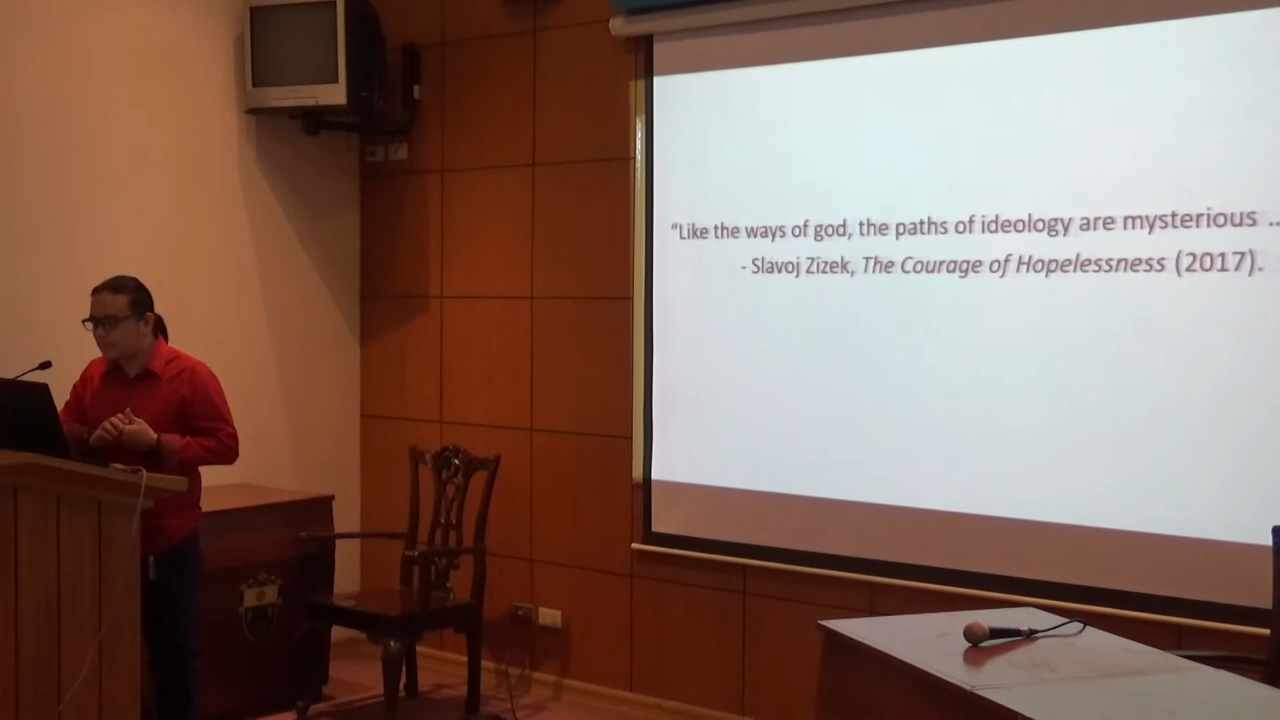 “Like the ways of god, the paths of ideology are mysterious ..
- Slavoj Zizek, The Courage of Hopelessness (2017).